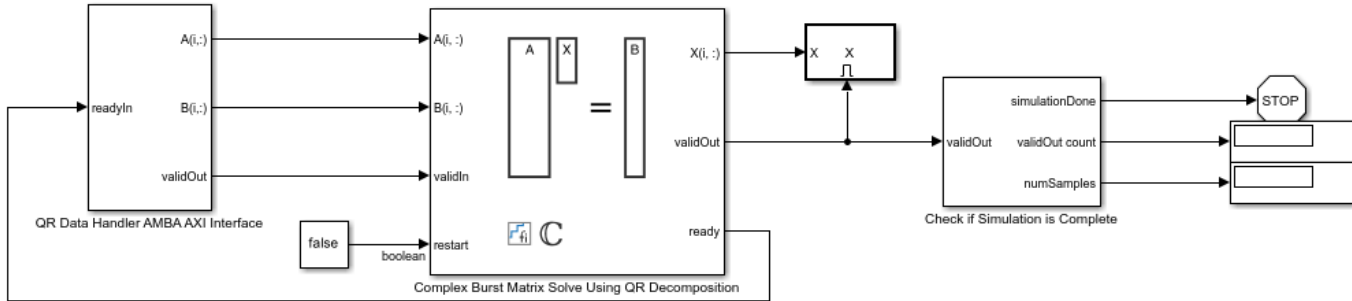 A(i,:)
readyIn
B(i,:)
validOut
QR Data Handler AMBA AXI Interface
false
boolean
A(i, :)
B(i, :)
validIn
restart
A
X
=
B
fi
ℂ
X(i, :)
validOut
ready
Complex Burst Matrix Solve Using QR Decomposition
X
X
validOut
simulationDone
validOut count
numSamples
Check if Simulation is Complete
STOP